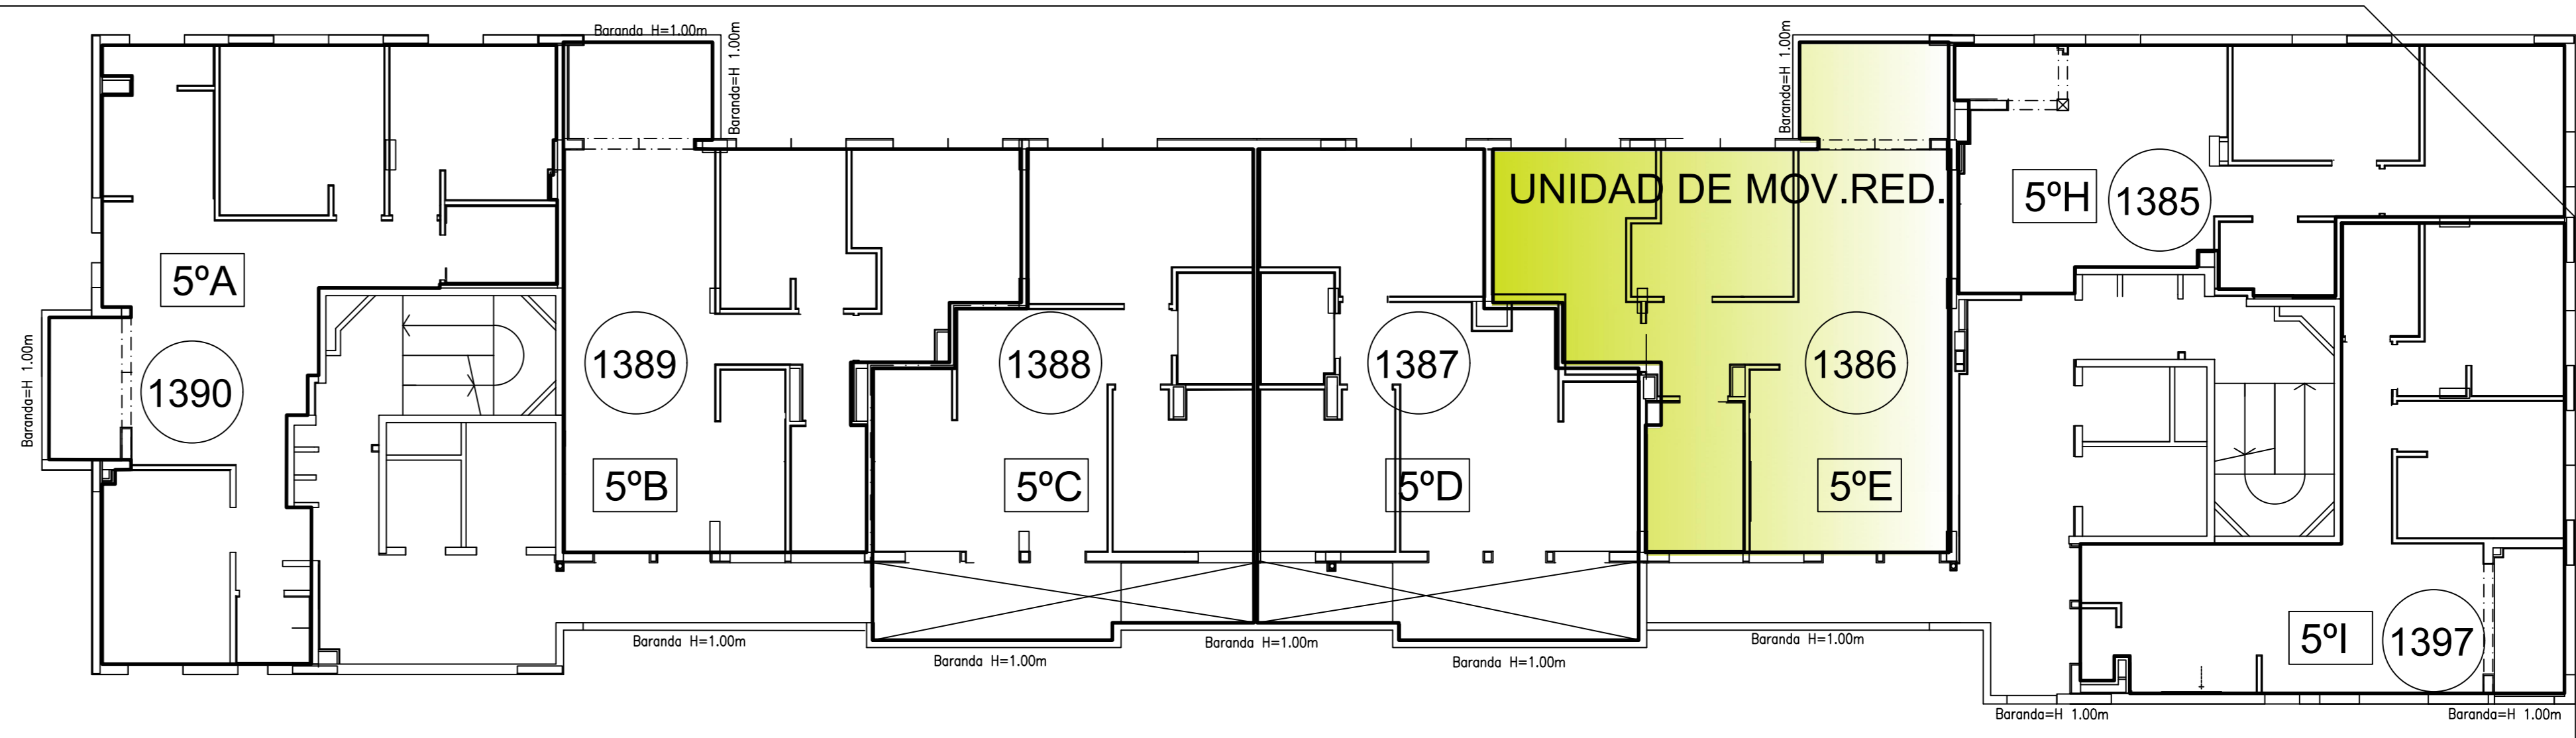 Baranda H=1.00m
Baranda=H 1.00m
Baranda=H 1.00m
UNIDAD DE MOV.RED.
5ºH
1385
5ºA
1390
Baranda=H 1.00m
1389
1388
1387
1386
5ºB
5ºC
5ºD
5ºE
5ºI
1397
Baranda H=1.00m
Baranda H=1.00m
Baranda H=1.00m
Baranda H=1.00m
Baranda H=1.00m
Baranda=H 1.00m
Baranda=H 1.00m